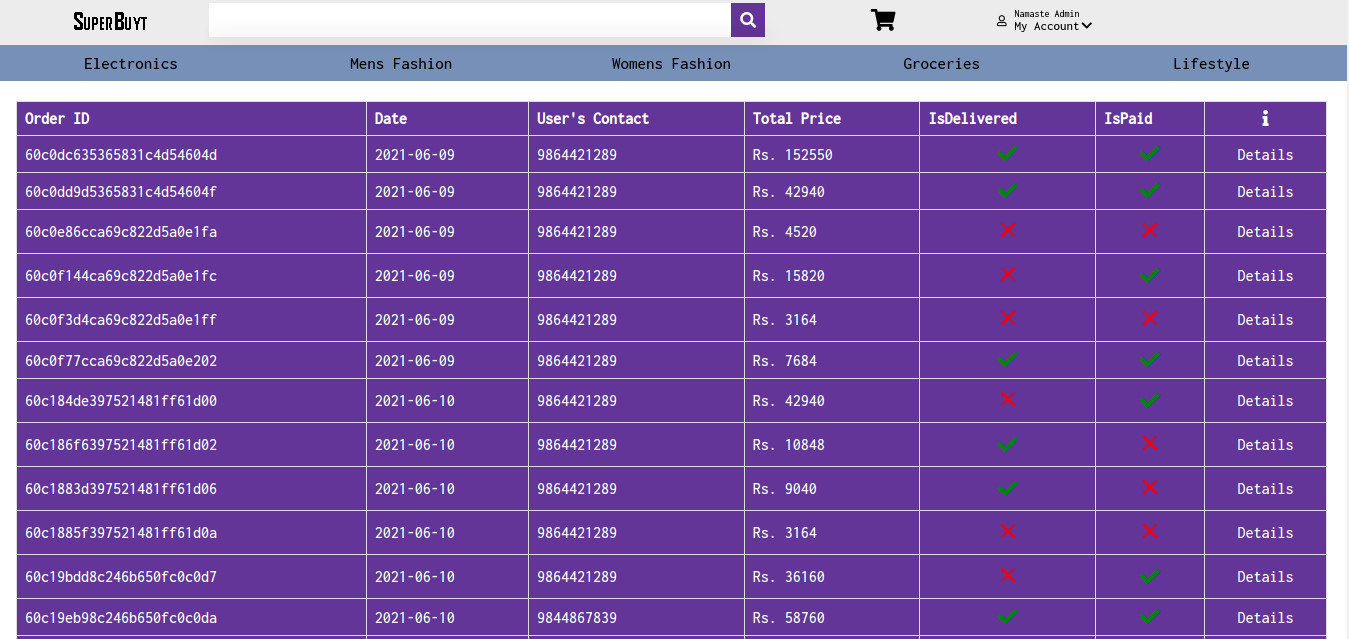 SuperBuyt
Namaste Admin
My Account
Electronics Mens Fashion Womens Fashion Groceries Lifestyle
Order ID Date User's Contact Total Price IsDelivered IsPaid
60c0dc635365831c4d54604d 2021-06-09 9864421289 Rs. 152550 Details
60c0dd9d5365831c4d54604f 2021-06-09 9864421289 Rs. 42940 Details
60c0e86cca69c822d5a0e1fa 2021-06-09 9864421289 Rs. 4520 Details
60c0f144ca69c822d5a0e1fc 2021-06-09 9864421289 Rs. 15820 Details
60c0f3d4ca69c822d5a0e1ff 2021-06-09 9864421289 Rs. 3164 Details
60c0f77cca69c822d5a0e202 2021-06-09 9864421289 Rs. 7684 Details
60c184de397521481ff61d00 2021-06-10 9864421289 Rs. 42940 Details
60c186f6397521481ff61d02 2021-06-10 9864421289 Rs. 10848 Details
60c1883d397521481ff61d06 2021-06-10 9864421289 Rs. 9040 Details
60c1885f397521481ff61d0a 2021-06-10 9864421289 Rs. 3164 Details
60c19bdd8c246b650fc0c0d7 2021-06-10 9864421289 Rs. 36160 Details
60c19eb98c246b650fc0c0da 2021-06-10 9844867839 Rs. 58760 Details